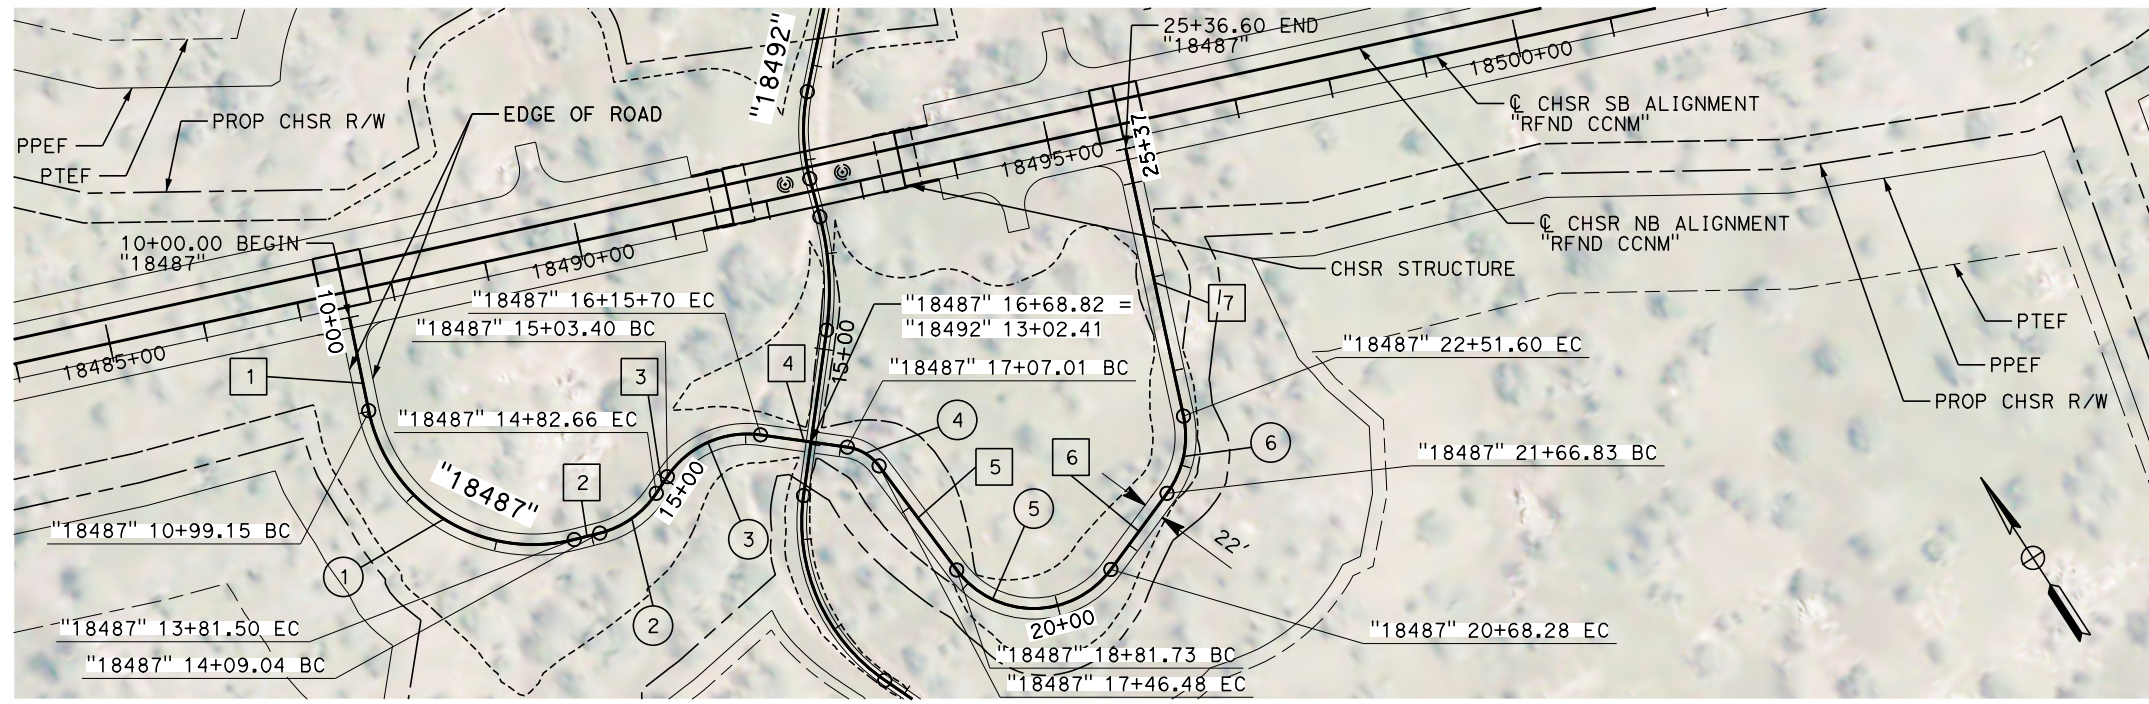 "18492"
25+36.60 END
"18487"
18500+00
℄ CHSR SB ALIGNMENT
"RFND CCNM"
EDGE OF ROAD
PROP CHSR R/W
PPEF
PTEF
25+37
18495+00
℄ CHSR NB ALIGNMENT
"RFND CCNM"
10+00.00 BEGIN
"18487"
18490+00
CHSR STRUCTURE
"18487" 16+15+70 EC
"18487" 16+68.82 =
"18492" 13+02.41
7
10+00
"18487" 15+03.40 BC
15+00
PTEF
"18487" 22+51.60 EC
18485+00
4
"18487" 17+07.01 BC
PPEF
1
3
PROP CHSR R/W
"18487" 14+82.66 EC
4
6
"18487" 21+66.83 BC
5
6
"18487"
2
15+00
5
"18487" 10+99.15 BC
3
22'
1
2
20+00
"18487" 13+81.50 EC
"18487" 20+68.28 EC
"18487" 14+09.04 BC
"18487" 18+81.73 BC
"18487" 17+46.48 EC